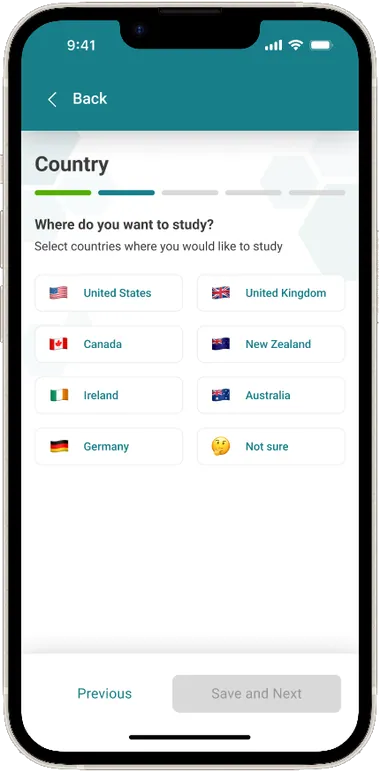 9:41
Back
Country
Where do you want to study?
Select countries where you would like to study
United States
United Kingdom
Canada
New Zealand
Ireland
Australia
Germany
Not sure
Previous
Save and Next